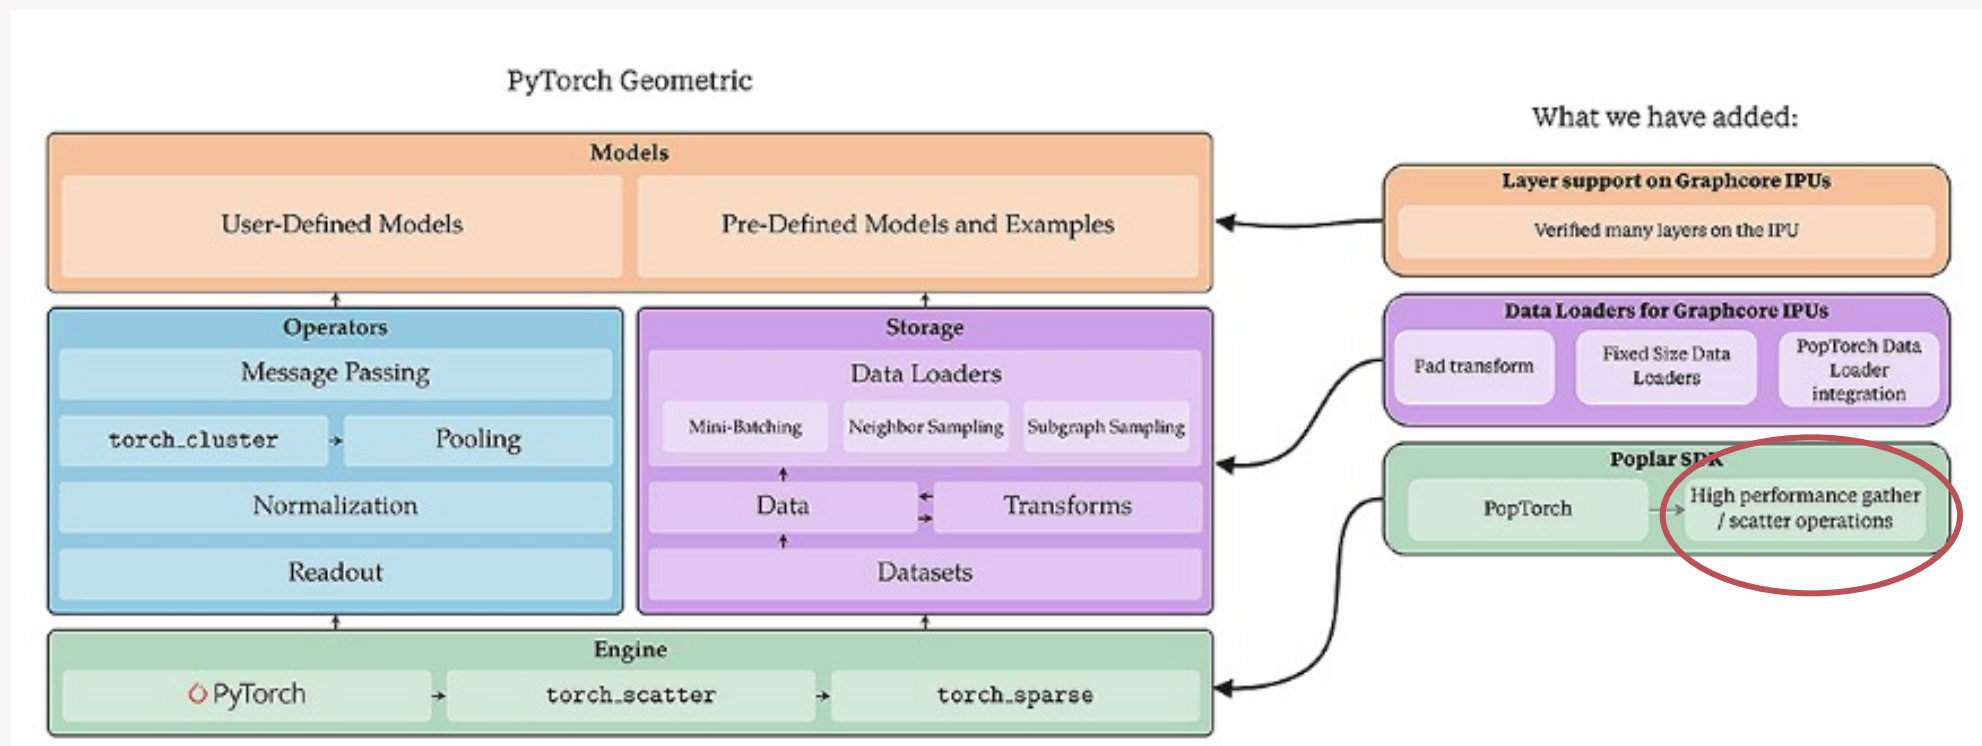 PyTorch Geometric
Models
User-Defined Models
Pre-Defined Models and Examples
Operators
Message Passing
torch_cluster
Pooling
Normalization
Readout
Storage
Data Loaders
Mini-Batching
Neighbor Sampling
Subgraph Sampling
Data
Transforms
Datasets
Engine
PyTorch
torch_scatter
torch_sparse
What we have added:
Layer support on Graphcore IPUs
Verified many layers on the IPU
Data Loaders for Graphcore IPUs
Pad transform
Fixed Size Data
Loaders
PopTorch Data
Loader
integration
Poplar SDK
PopTorch
High performance gather
/ scatter operations